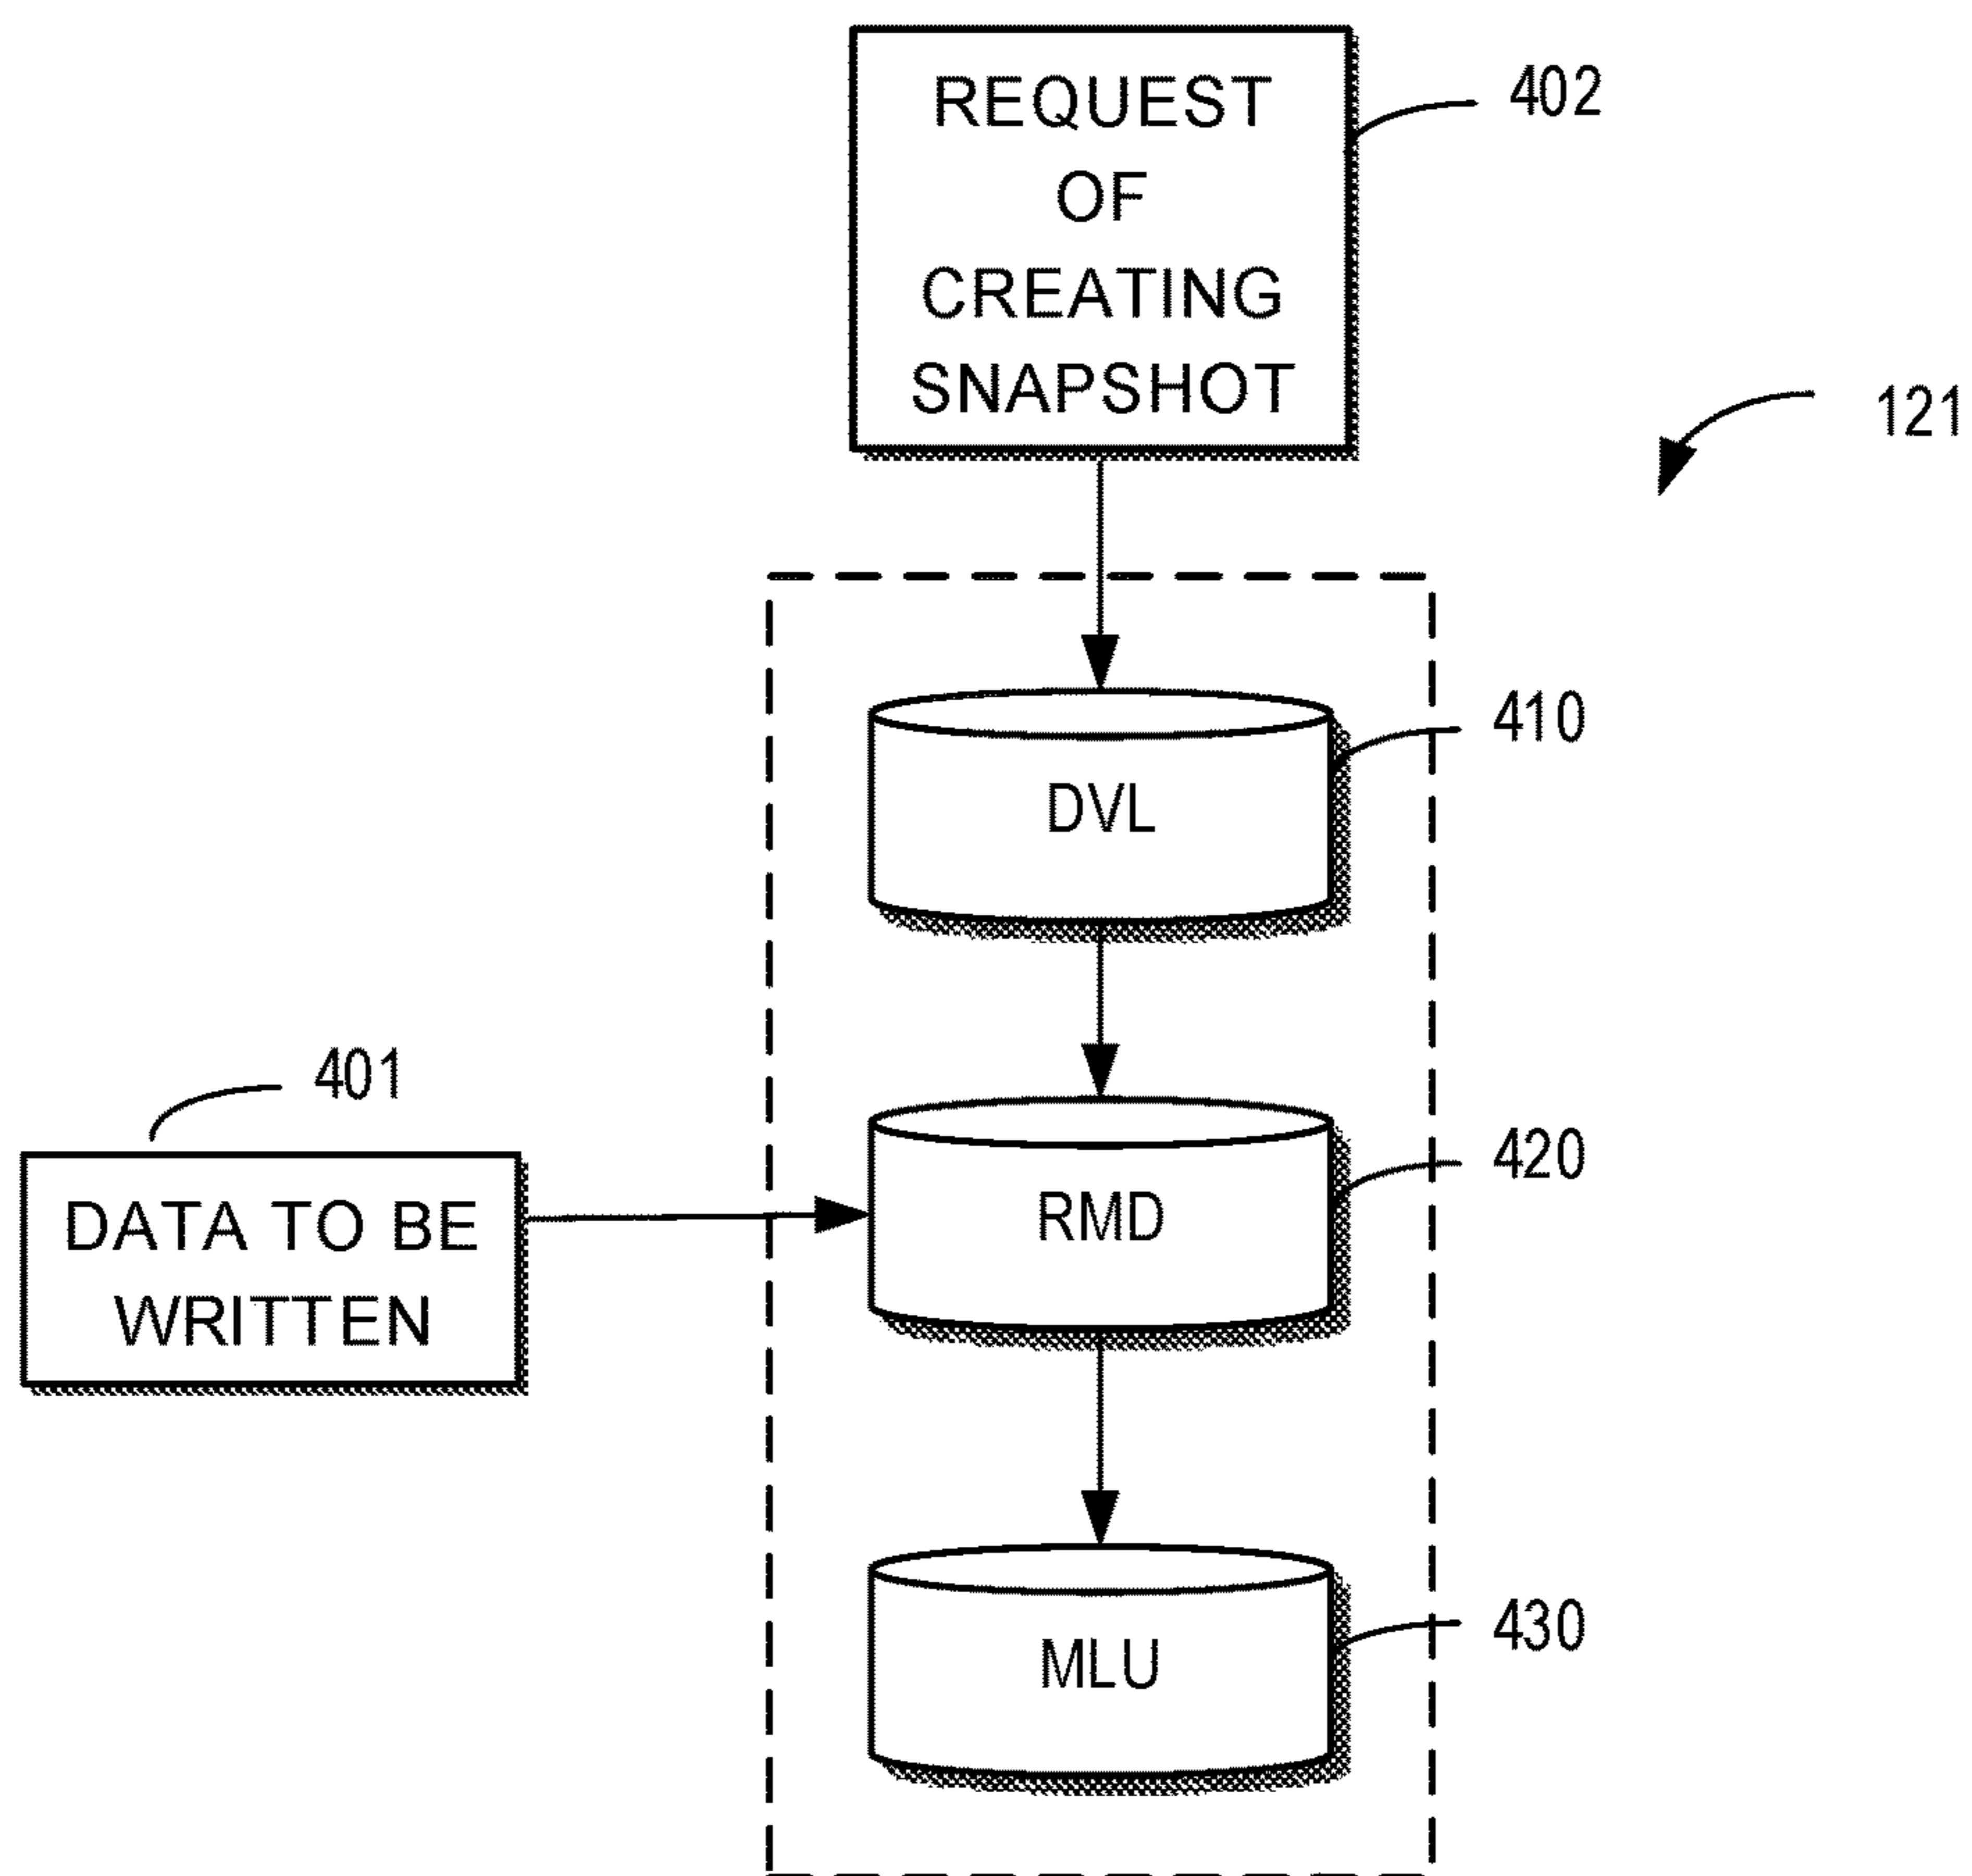 REQUEST
OF
CREATING
SNAPSHOT
402
121
DVL
410
401
DATA TO BE
WRITTEN
RMD
420
MLU
430